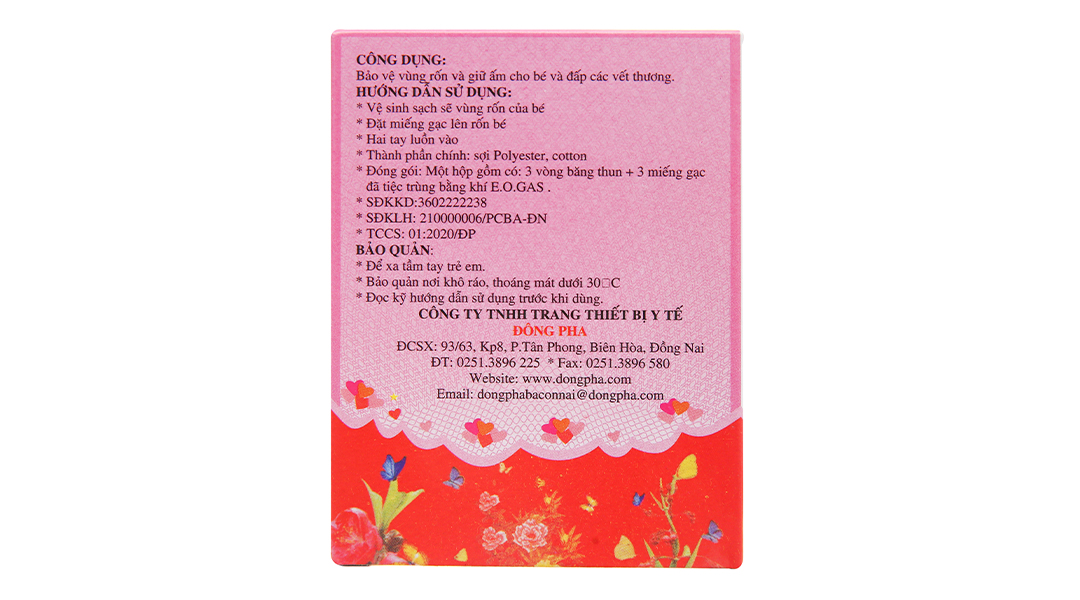 CÔNG DỤNG:
Bảo vệ vùng rốn và giữ ấm cho bé và đấp các vết thương.
HƯỚNG DẪN SỬ DỤNG:
* Vệ sinh sạch sẽ vùng rốn của bé
* Đặt miếng gạc lên rốn bé
* Hai tay luồn vào
* Thành phần chính: sợi Polyester, cotton
* Đóng gói: Một hộp gồm có: 3 vòng băng thun + 3 miếng gạc
đã tiệc trùng bằng khí E.O.GAS .
* SĐKKD:3602222238
* SĐKLH: 210000006/PCBA-ĐN
* TCCS: 01:2020/ĐP
BẢO QUẢN:
* Để xa tầm tay trẻ em.
* Bảo quản nơi khô ráo, thoáng mát dưới 30□C
* Đọc kỹ hướng dẫn sử dụng trước khi dùng.
CÔNG TY TNHH TRANG THIẾT BỊ Y TẾ
ĐÔNG PHA
ĐCSX: 93/63, Kp8, P.Tân Phong, Biên Hòa, Đồng Nai
ĐT: 0251.3896 225 * Fax: 0251.3896 580
Website: www.dongpha.com
Email: dongphabaconnai@dongpha.com